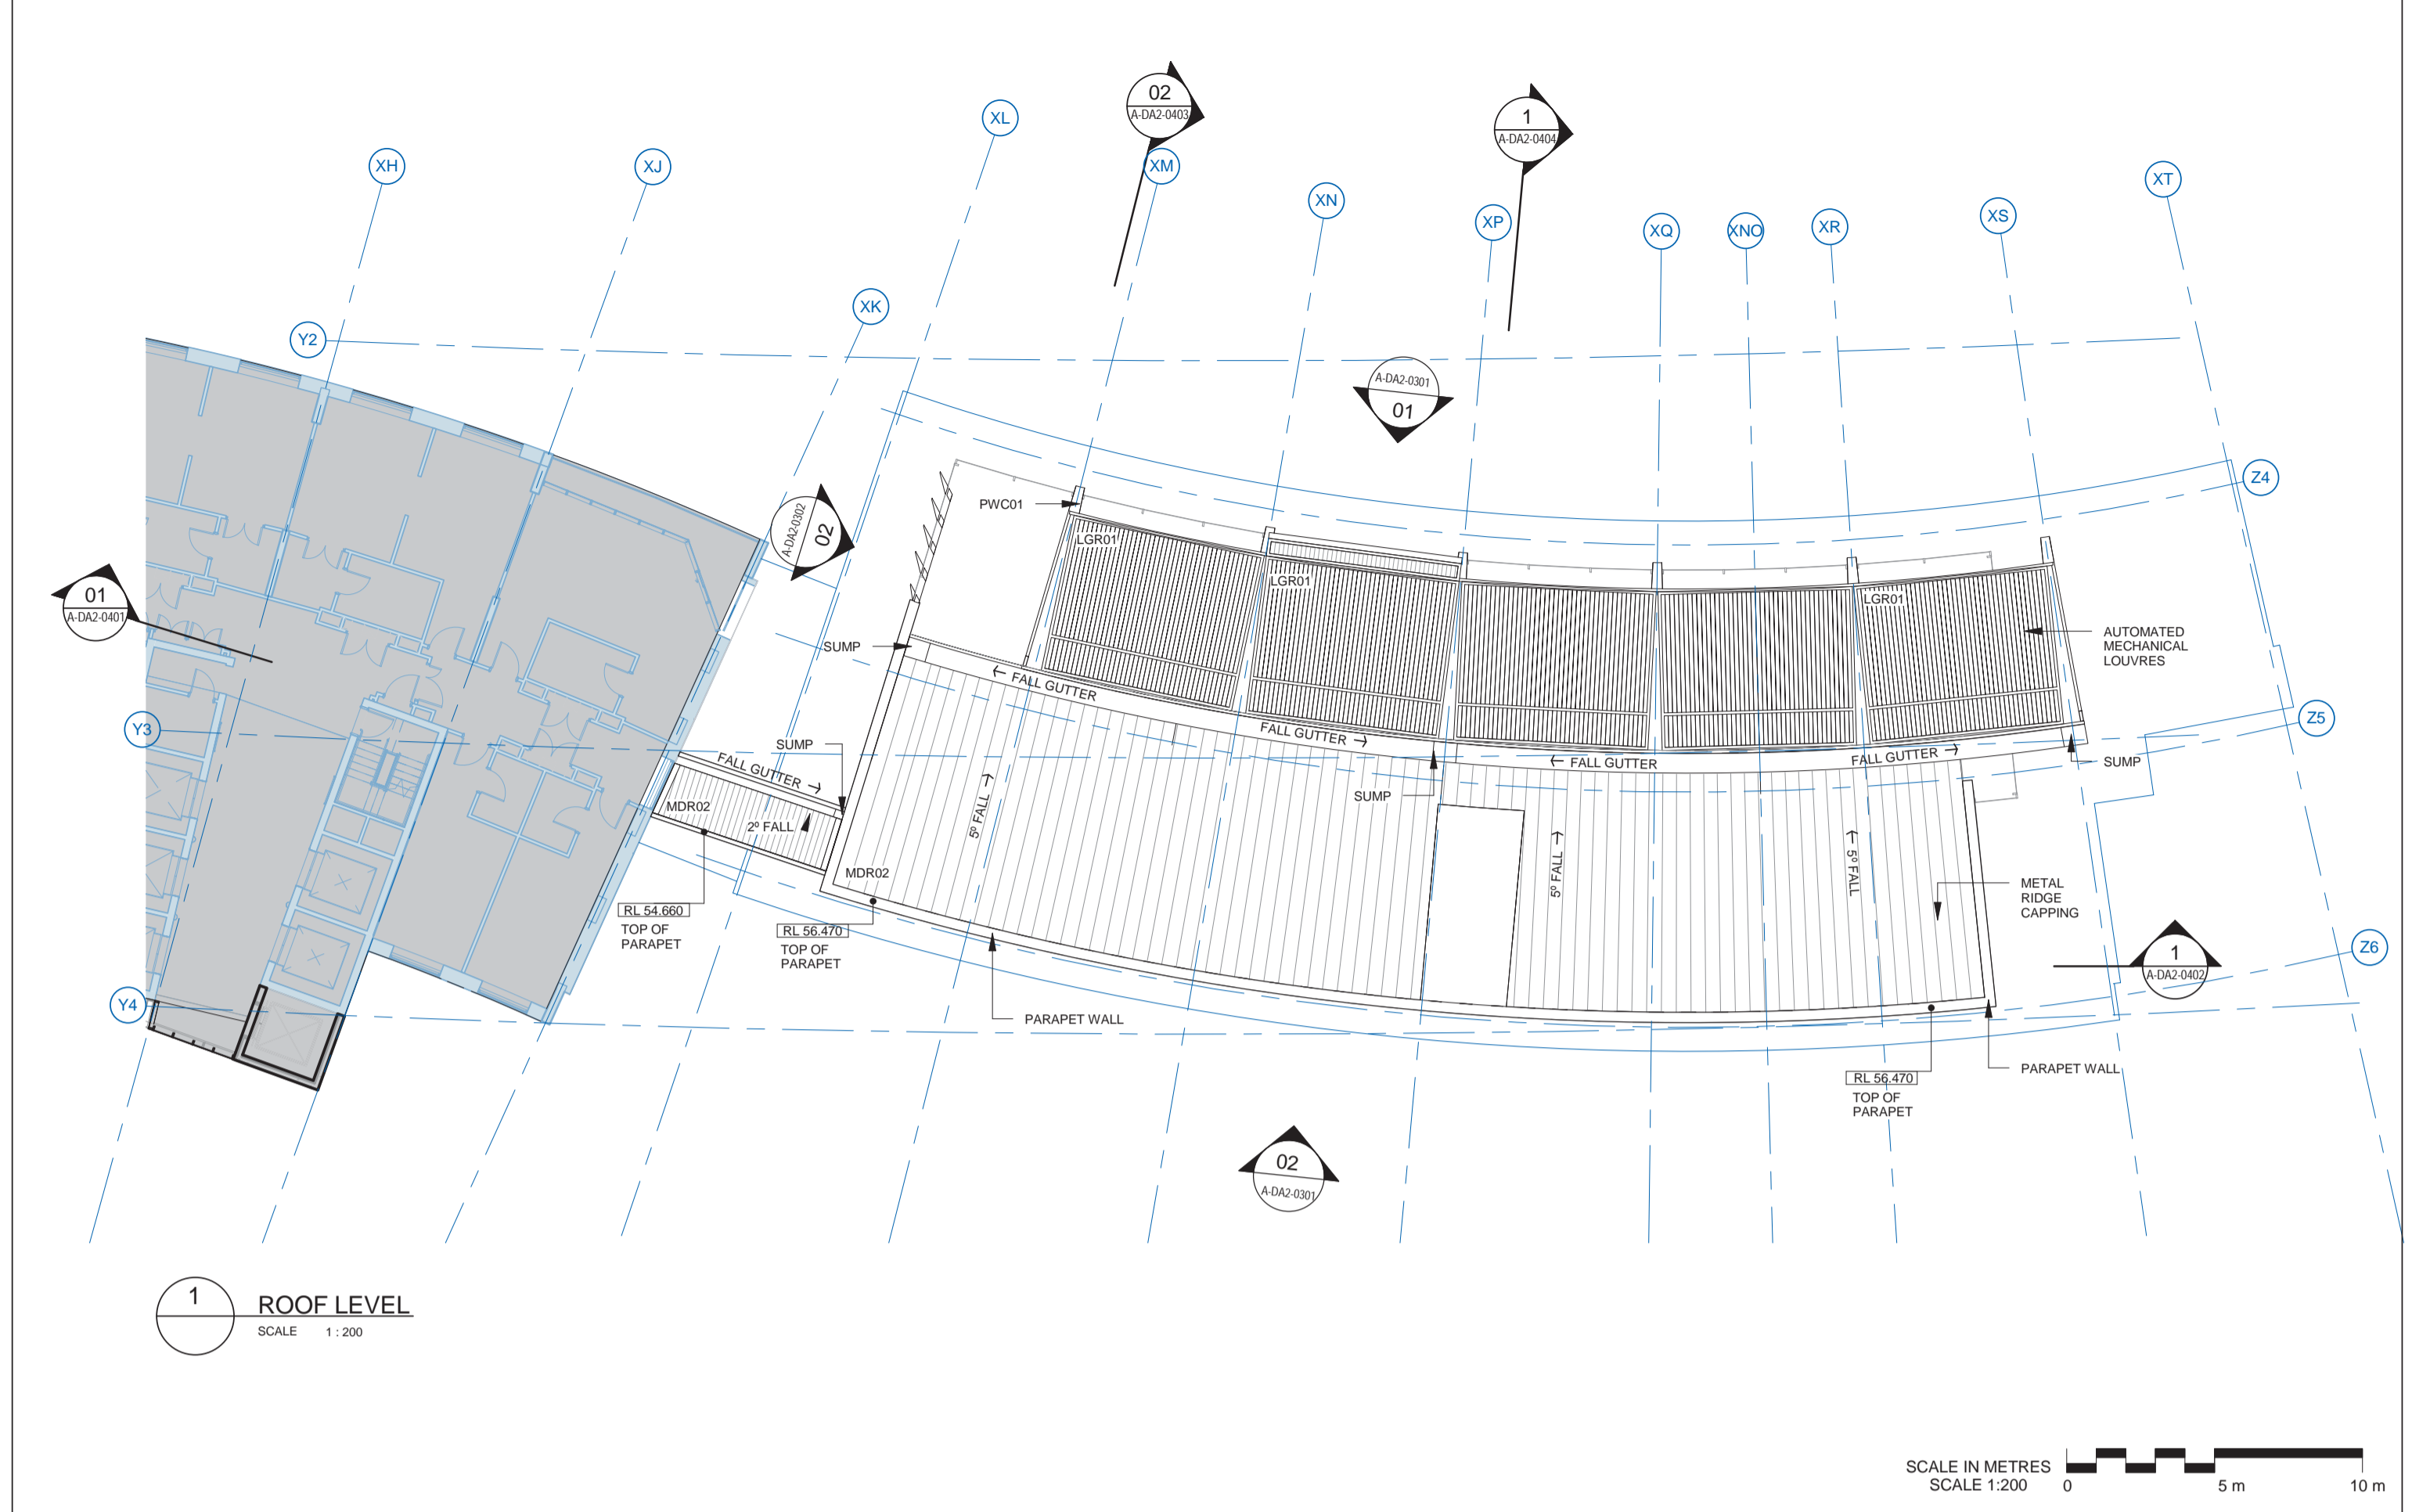 02
A-DA2-0403
1
A-DA2-0404
XL
XH
XJ
XM
XT
XN
XS
XP
XR
XQ
XNO
XK
Y2
A-DA2-0301
01
Z4
A-DA2-0302
02
PWC01
LGR01
LGR01
LGR01
01
A-DA2-0401
SUMP
AUTOMATED
MECHANICAL
LOUVRES
← FALL GUTTER
FALL GUTTER →
Z5
Y3
SUMP
FALL GUTTER →
← FALL GUTTER
FALL GUTTER →
SUMP
SUMP
MDR02
2º FALL
5º FALL →
5º FALL →
← 5º FALL
MDR02
METAL
RIDGE
CAPPING
RL 54.660
TOP OF
PARAPET
RL 56.470
TOP OF
PARAPET
1
A-DA2-0402
Z6
Y4
PARAPET WALL
PARAPET WALL
RL 56.470
TOP OF
PARAPET
02
A-DA2-0301
1
ROOF LEVEL
SCALE 1 : 200
SCALE IN METRES
SCALE 1:200
0 5 m 10 m